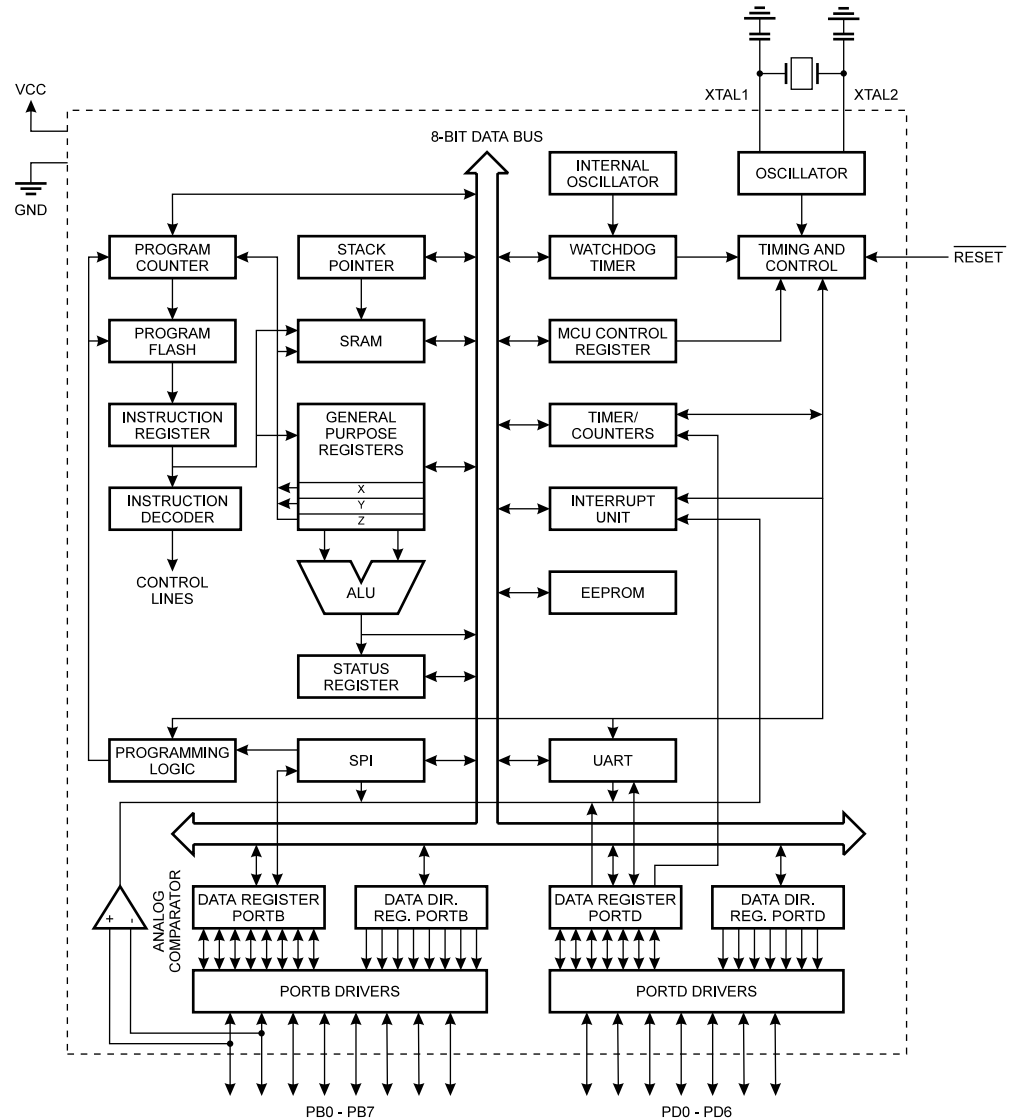 XTAL1
XTAL2
VCC
GND
8-BIT DATA BUS
INTERNAL
OSCILLATOR
OSCILLATOR
PROGRAM
COUNTER
STACK
POINTER
WATCHDOG
TIMER
TIMING AND
CONTROL
RESET
PROGRAM
FLASH
SRAM
MCU CONTROL
REGISTER
INSTRUCTION
REGISTER
GENERAL
PURPOSE
REGISTERS
X
Y
Z
TIMER/
COUNTERS
INSTRUCTION
DECODER
INTERRUPT
UNIT
CONTROL
LINES
ALU
EEPROM
STATUS
REGISTER
PROGRAMMING
LOGIC
SPI
UART
+
-
ANALOG
COMPARATOR
DATA REGISTER
PORTB
DATA DIR.
REG. PORTB
DATA REGISTER
PORTD
DATA DIR.
REG. PORTD
PORTB DRIVERS
PORTD DRIVERS
PB0 - PB7
PD0 - PD6